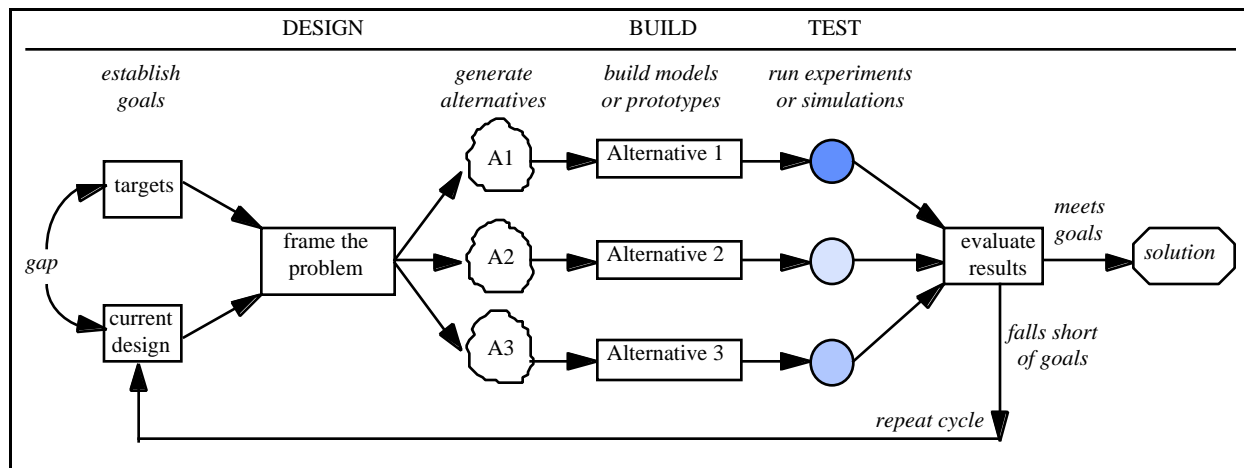 DESIGN
BUILD
TEST
establish
goals
generate
alternatives
build models
or prototypes
run experiments
or simulations
targets
gap
current
design
frame the
problem
A1
A2
A3
Alternative 1
Alternative 2
Alternative 3
evaluate
results
meets
goals
solution
falls short
of goals
repeat cycle